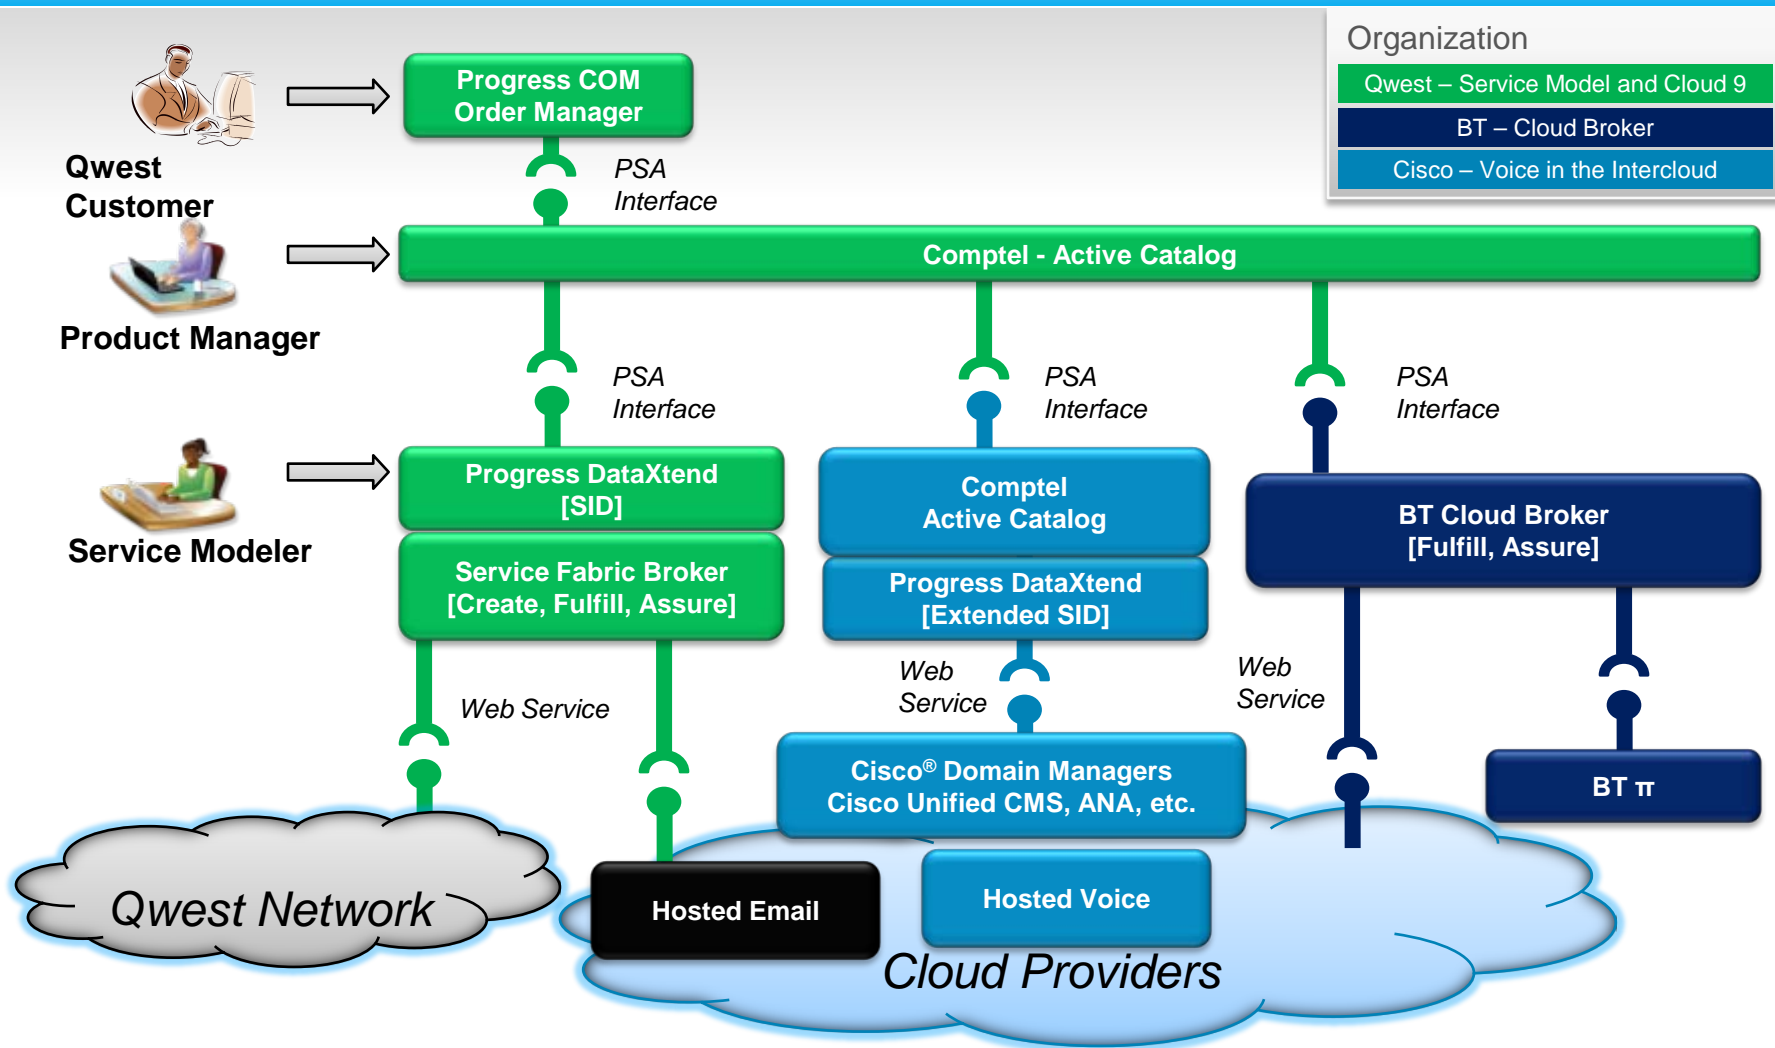 Organization
Qwest – Service Model and Cloud 9
BT – Cloud Broker
Cisco – Voice in the Intercloud
Qwest
Customer
Progress COM
Order Manager
PSA
Interface
Product Manager
Comptel - Active Catalog
PSA
Interface
PSA
Interface
PSA
Interface
Service Modeler
Progress DataXtend
[SID]
Service Fabric Broker
[Create, Fulfill, Assure]
Comptel
Active Catalog
Progress DataXtend
[Extended SID]
BT Cloud Broker
[Fulfill, Assure]
Web Service
Web
Service
Web
Service
Cisco® Domain Managers
Cisco Unified CMS, ANA, etc.
BT π
Qwest Network
Hosted Email
Hosted Voice
Cloud Providers